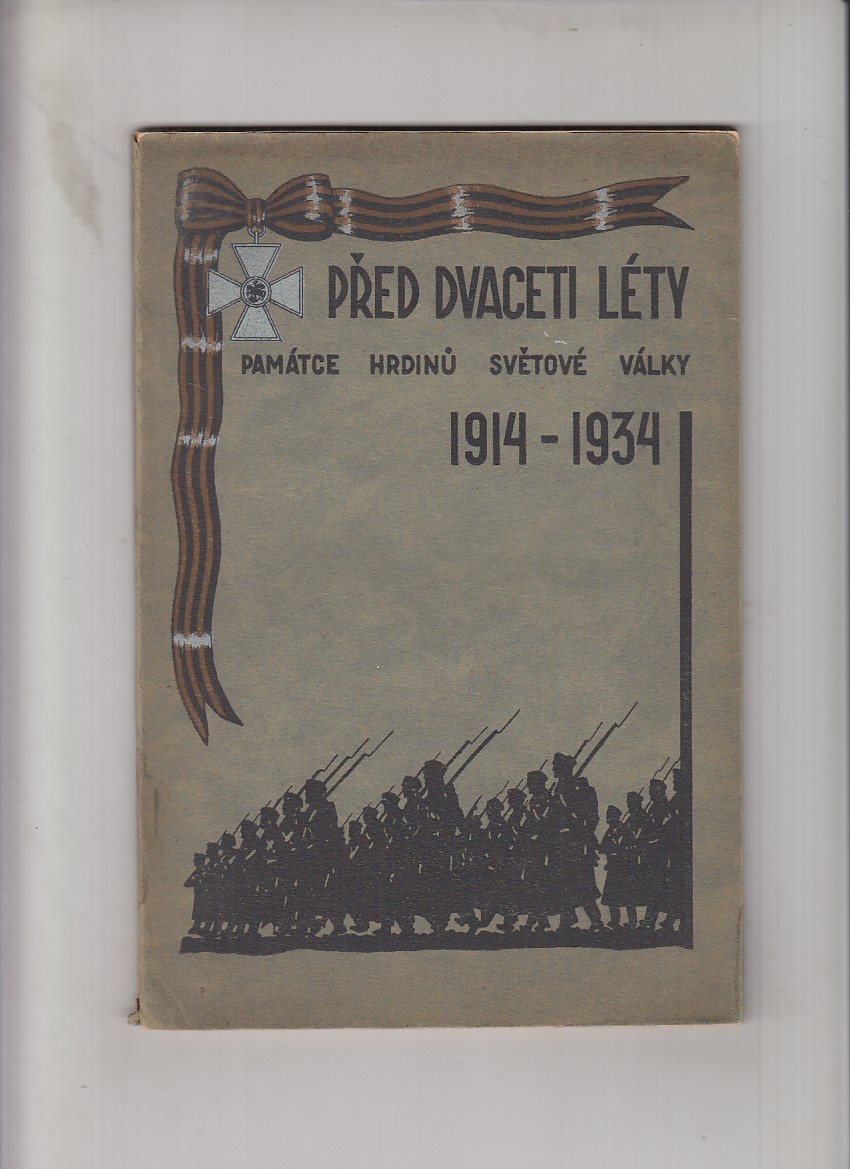 PŘED DVACETI LÉTY
PAMÁTCE HRDINŮ SVĚTOVÉ VÁLKY
1914 - 1934